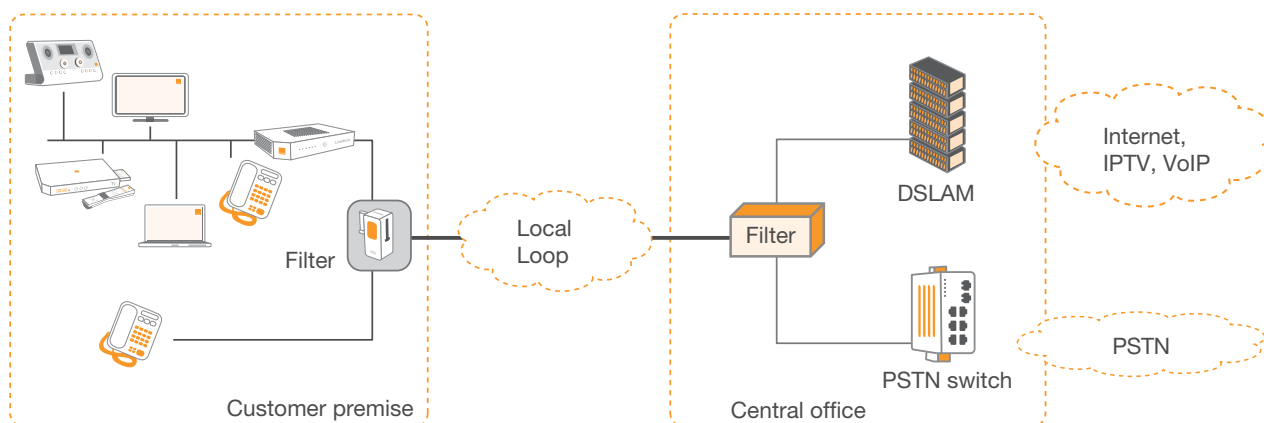 Internet,
IPTV, VoIP
DSLAM
Local
Loop
Filter
Filter
PSTN
PSTN switch
Customer premise
Central office